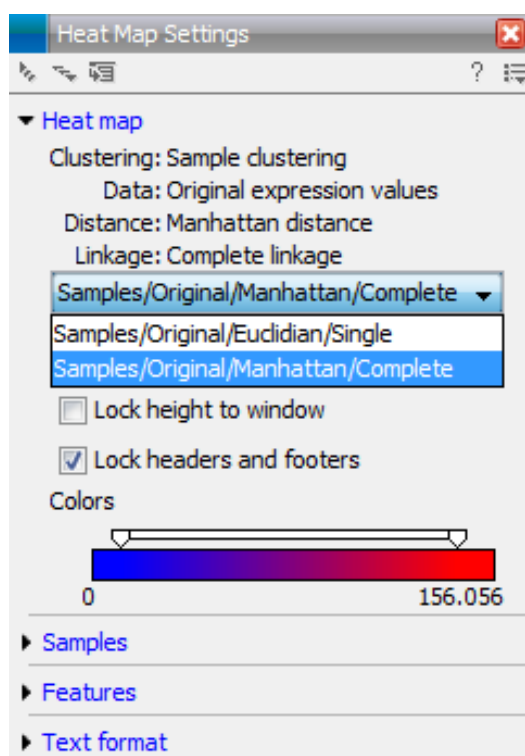 Heat Map Settings
?
Heat map
Clustering: Sample clustering
Data: Original expression values
Distance: Manhattan distance
Linkage: Complete linkage
Samples/Original/Manhattan/Complete
Samples/Original/Euclidian/Single
Samples/Original/Manhattan/Complete
Lock height to window
Lock headers and footers
Colors
0 156.056
Samples
Features
Text format